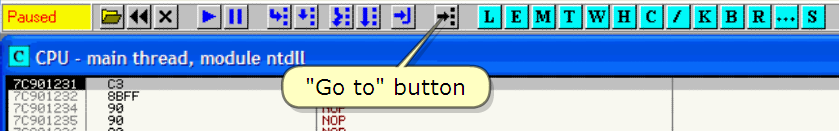 Paused L E M T W H C / K B R ... S
C CPU - main thread, module ntdll
"Go to" button
7C901231 C3
7C901232 8BFF
7C901234 90 NOP
7C901235 90 NOP